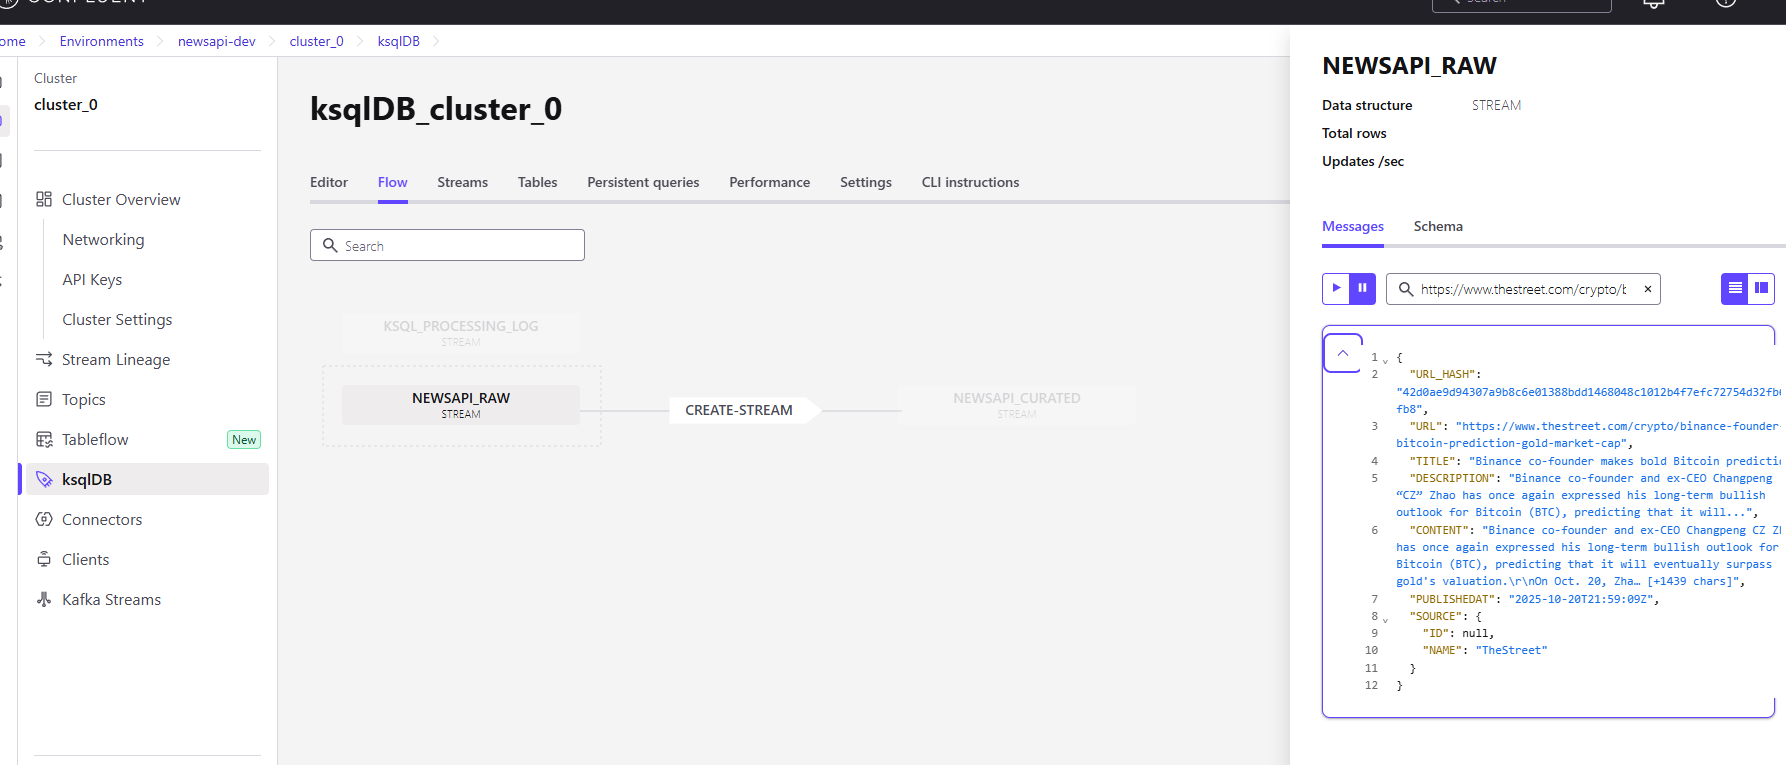 CONFLUENT
Search
ome
Environments
newsapi-dev
cluster_0
ksqlDB
Cluster
cluster_0
Cluster Overview
Networking
API Keys
Cluster Settings
Stream Lineage
Topics
Tableflow
New
ksqlDB
Connectors
Clients
Kafka Streams
ksqlDB_cluster_0
Editor
Flow
Streams
Tables
Persistent queries
Performance
Settings
CLI instructions
Search
KSQL_PROCESSING_LOG
STREAM
NEWSAPI_RAW
STREAM
CREATE-STREAM
NEWSAPI_CURATED
STREAM
NEWSAPI_RAW
Data structure STREAM
Total rows
Updates /sec
Messages
Schema
https://www.thestreet.com/crypto/b
1 {
2 "URL_HASH":
"42d0ae9d94307a9b8c6e01388bdd1468048c1012b4f7efc72754d32fb
fb8",
3 "URL": "https://www.thestreet.com/crypto/binance-founder-
bitcoin-prediction-gold-market-cap",
4 "TITLE": "Binance co-founder makes bold Bitcoin predicti
5 "DESCRIPTION": "Binance co-founder and ex-CEO Changpeng
“CZ” Zhao has once again expressed his long-term bullish
outlook for Bitcoin (BTC), predicting that it will...",
6 "CONTENT": "Binance co-founder and ex-CEO Changpeng CZ Z
has once again expressed his long-term bullish outlook for
Bitcoin (BTC), predicting that it will eventually surpass
gold's valuation.\r\nOn Oct. 20, Zha… [+1439 chars]",
7 "PUBLISHEDAT": "2025-10-20T21:59:09Z",
8 "SOURCE": {
9 "ID": null,
10 "NAME": "TheStreet"
11 }
12 }